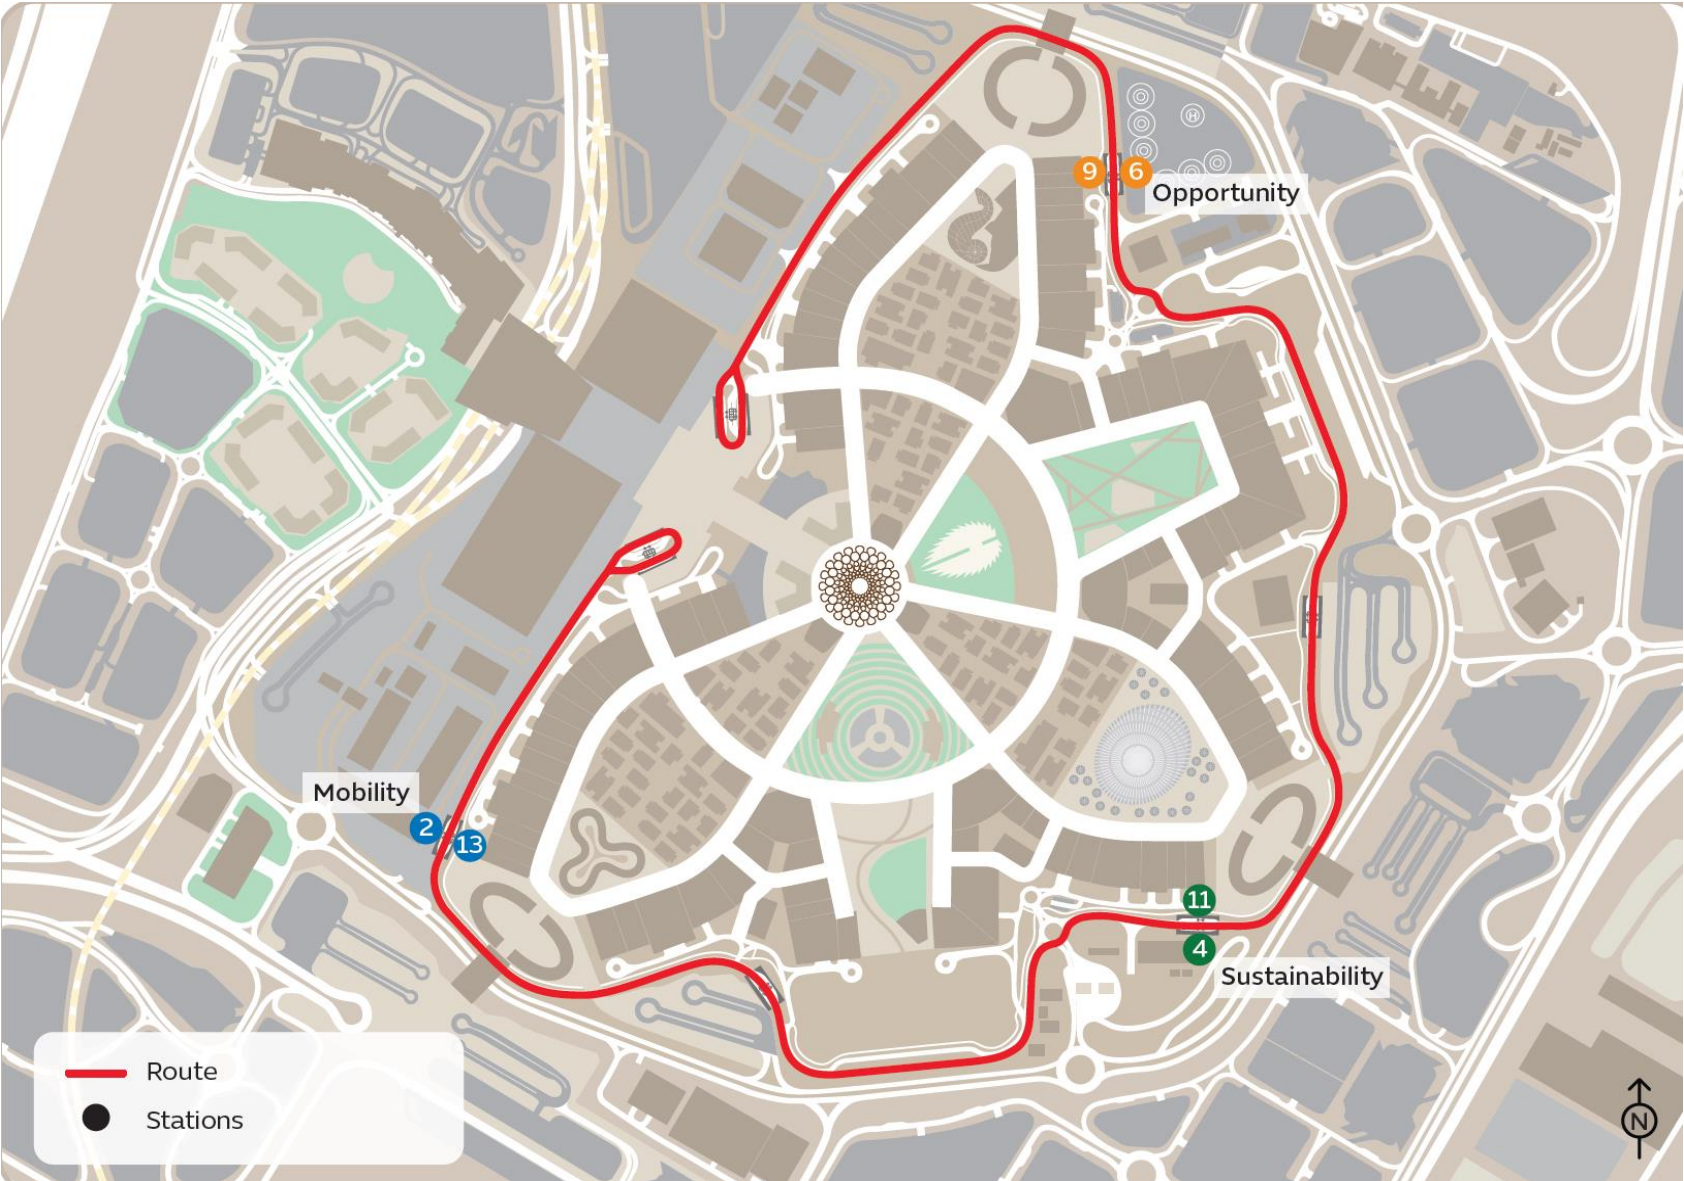 H
9
6
Opportunity
Mobility
2
13
11
4
Sustainability
Route
Stations
N